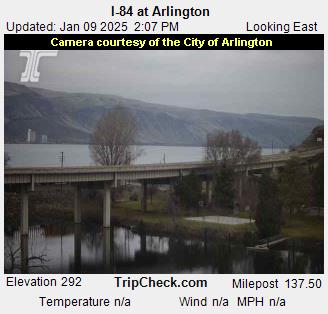 I-84 at Arlington
Updated: Jan 09 2025 2:07 PM Looking East
Camera courtesy of the City of Arlington
Elevation 292 TripCheck.com Milepost 137.50
Temperature n/a Wind n/a MPH n/a